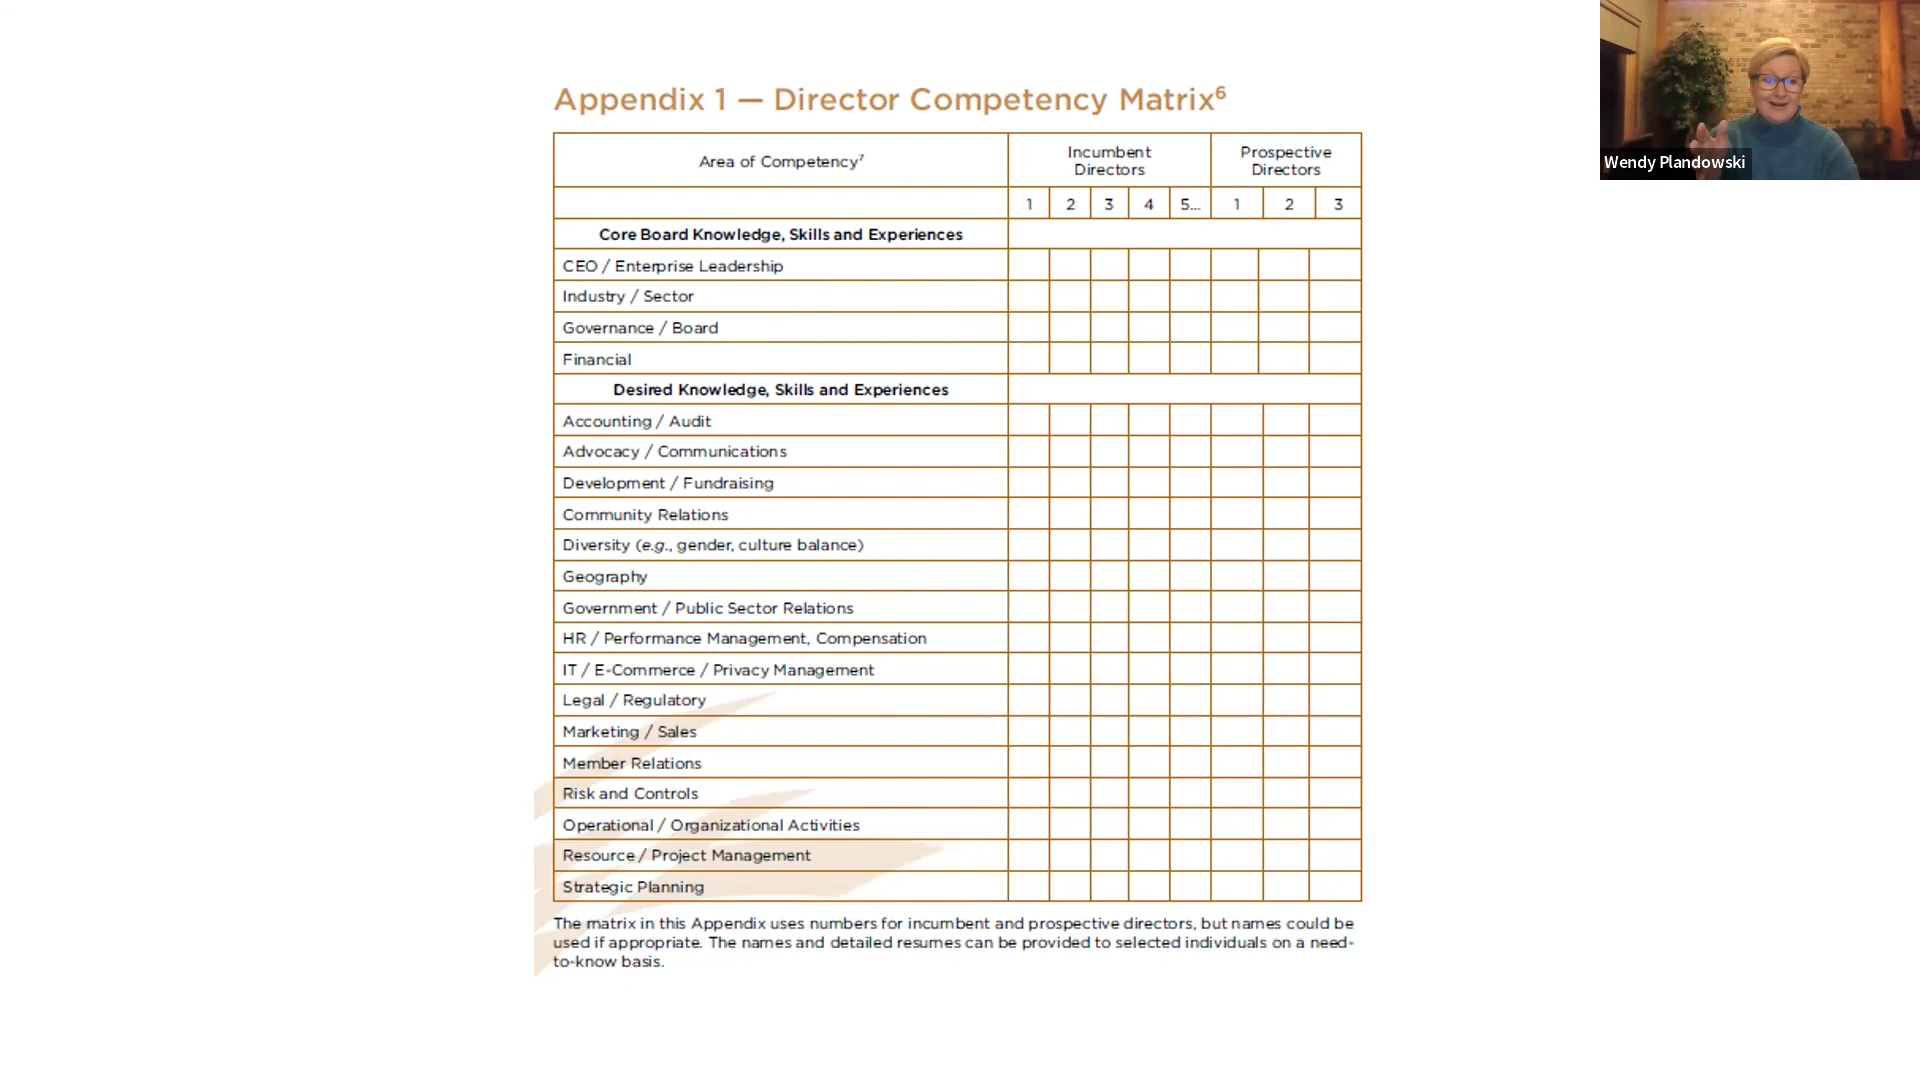 Appendix 1 — Director Competency Matrix⁶
Area of Competency⁷
Incumbent
Directors
Prospective
Directors
1 2 3 4 5... 1 2 3
Core Board Knowledge, Skills and Experiences
CEO / Enterprise Leadership
Industry / Sector
Governance / Board
Financial
Desired Knowledge, Skills and Experiences
Accounting / Audit
Advocacy / Communications
Development / Fundraising
Community Relations
Diversity (e.g., gender, culture balance)
Geography
Government / Public Sector Relations
HR / Performance Management, Compensation
IT / E-Commerce / Privacy Management
Legal / Regulatory
Marketing / Sales
Member Relations
Risk and Controls
Operational / Organizational Activities
Resource / Project Management
Strategic Planning
The matrix in this Appendix uses numbers for incumbent and prospective directors, but names could be
used if appropriate. The names and detailed resumes can be provided to selected individuals on a need-
to-know basis.
Wendy Plandowski